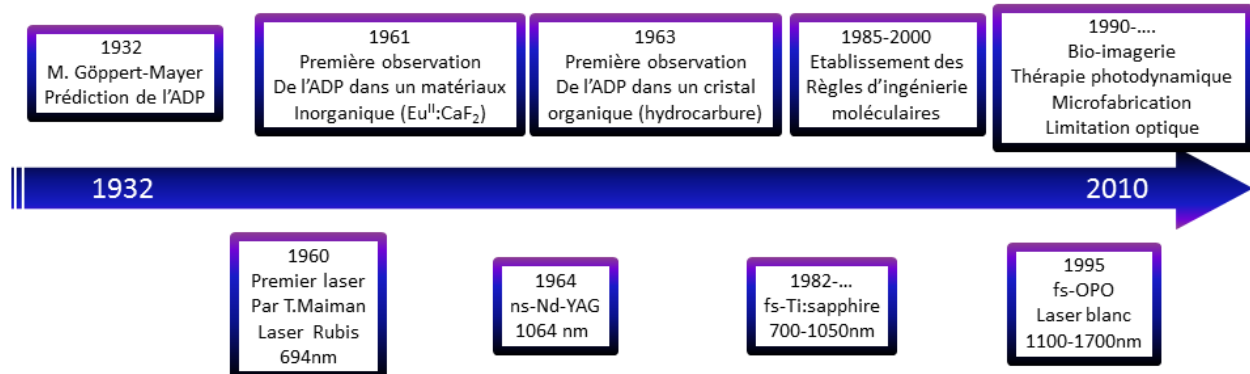 1932
M. Göppert-Mayer
Prédiction de l’ADP
1961
Première observation
De l’ADP dans un matériaux
Inorganique (Euᴵᴵ:CaF₂)
1963
Première observation
De l’ADP dans un cristal
organique (hydrocarbure)
1985-2000
Etablissement des
Règles d’ingénierie
moléculaires
1990-....
Bio-imagerie
Thérapie photodynamique
Microfabrication
Limitation optique
1932
2010
1960
Premier laser
Par T.Maiman
Laser Rubis
694nm
1964
ns-Nd-YAG
1064 nm
1982-...
fs-Ti:sapphire
700-1050nm
1995
fs-OPO
Laser blanc
1100-1700nm